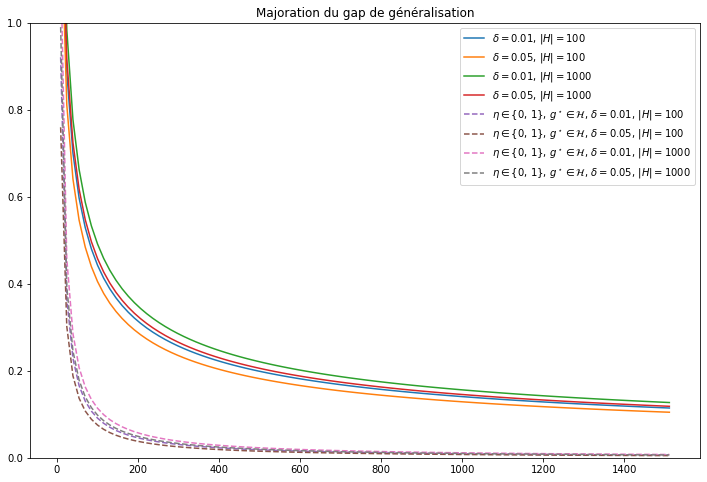 Majoration du gap de généralisation
1.0
0.8
0.6
0.4
0.2
0.0
0 200 400 600 800 1000 1200 1400
δ = 0.01, |H| = 100
δ = 0.05, |H| = 100
δ = 0.01, |H| = 1000
δ = 0.05, |H| = 1000
η ∈ {0, 1}, g⋆ ∈ ℋ, δ = 0.01, |H| = 100
η ∈ {0, 1}, g⋆ ∈ ℋ, δ = 0.05, |H| = 100
η ∈ {0, 1}, g⋆ ∈ ℋ, δ = 0.01, |H| = 1000
η ∈ {0, 1}, g⋆ ∈ ℋ, δ = 0.05, |H| = 1000